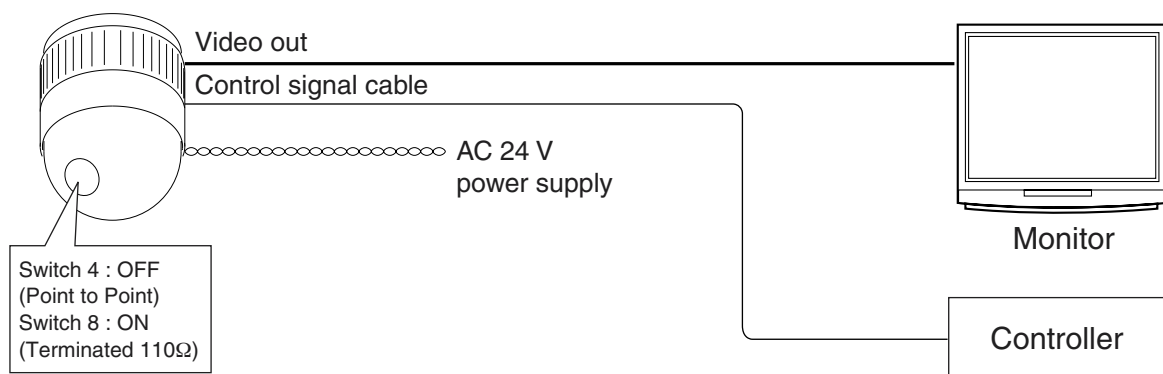 Video out
Control signal cable
AC 24 V
power supply
Monitor
Switch 4 : OFF
(Point to Point)
Switch 8 : ON
(Terminated 110Ω)
Controller